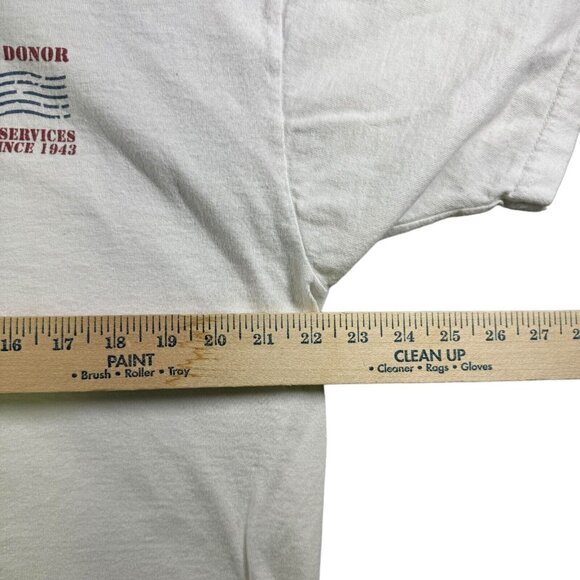 DONOR
SERVICES
INCE 1943
16 17 18 19 20 21 22 23 24 25 26 27 2
PAINT CLEAN UP
• Brush • Roller • Tray • Cleaner • Rags • Gloves